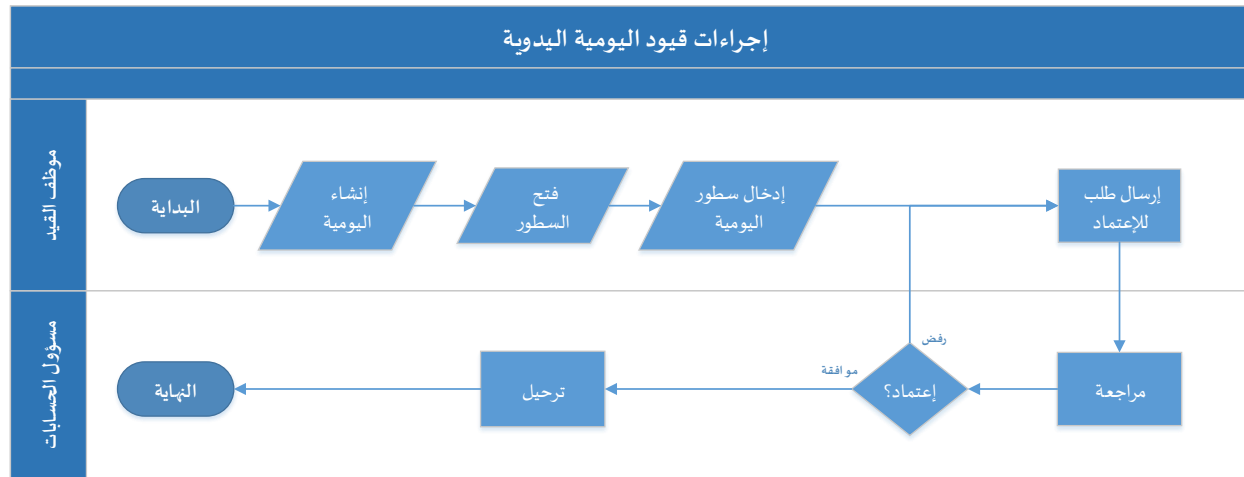 إجراءات قيود اليومية اليدوية
موظف القيد
البداية
إنشاء
اليومية
فتح
السطور
إدخال سطور
اليومية
إرسال طلب
للإعتماد
مسؤول الحسابات
مراجعة
إعتماد؟
رفض
موافقة
ترحيل
النهاية